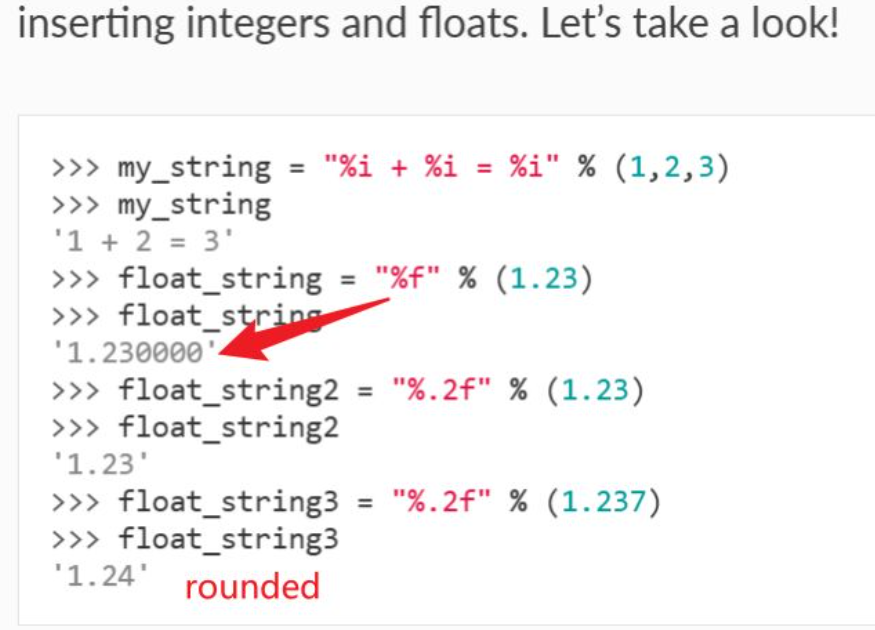 inserting integers and floats. Let’s take a look!
>>> my_string = "%i + %i = %i" % (1,2,3)
>>> my_string
'1 + 2 = 3'
>>> float_string = "%f" % (1.23)
>>> float_string
'1.230000'
>>> float_string2 = "%.2f" % (1.23)
>>> float_string2
'1.23'
>>> float_string3 = "%.2f" % (1.237)
>>> float_string3
'1.24' rounded